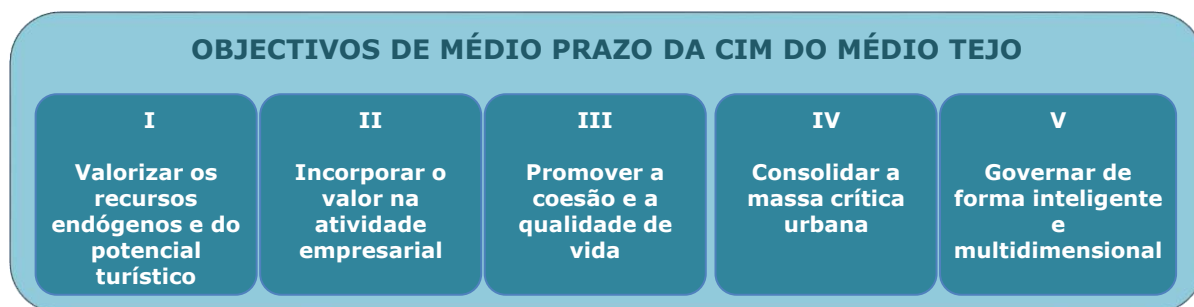 OBJECTIVOS DE MÉDIO PRAZO DA CIM DO MÉDIO TEJO
I
Valorizar os
recursos
endógenos e do
potencial
turístico
II
Incorporar o
valor na
atividade
empresarial
III
Promover a
coesão e a
qualidade de
vida
IV
Consolidar a
massa crítica
urbana
V
Governar de
forma inteligente
e
multidimensional